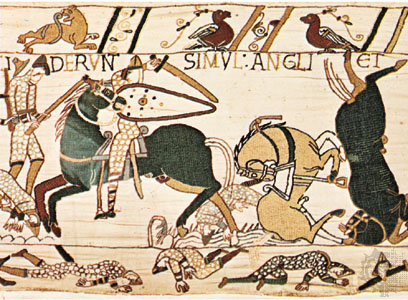 I DERVNT SIMVL: ANGLI ET